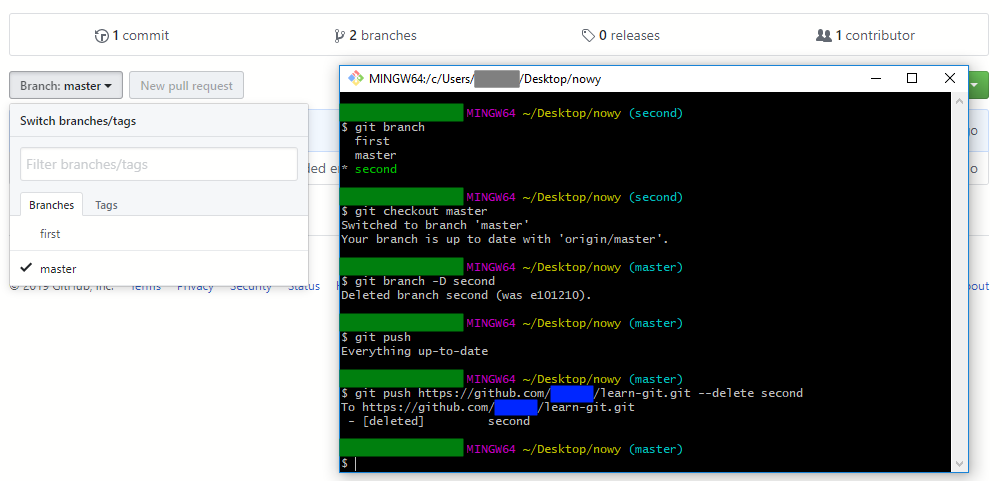 1 commit
2 branches
0 releases
1 contributor
Branch: master
New pull request
Switch branches/tags
Filter branches/tags
Branches
Tags
first
master
© 2019 GitHub, Inc. Terms Privacy Security Status
MINGW64:/c/Users/ /Desktop/nowy
MINGW64 ~/Desktop/nowy (second)
$ git branch
first
master
* second
MINGW64 ~/Desktop/nowy (second)
$ git checkout master
Switched to branch 'master'
Your branch is up to date with 'origin/master'.
MINGW64 ~/Desktop/nowy (master)
$ git branch -D second
Deleted branch second (was e101210).
MINGW64 ~/Desktop/nowy (master)
$ git push
Everything up-to-date
MINGW64 ~/Desktop/nowy (master)
$ git push https://github.com/ /learn-git.git --delete second
To https://github.com/ /learn-git.git
- [deleted] second
MINGW64 ~/Desktop/nowy (master)
$